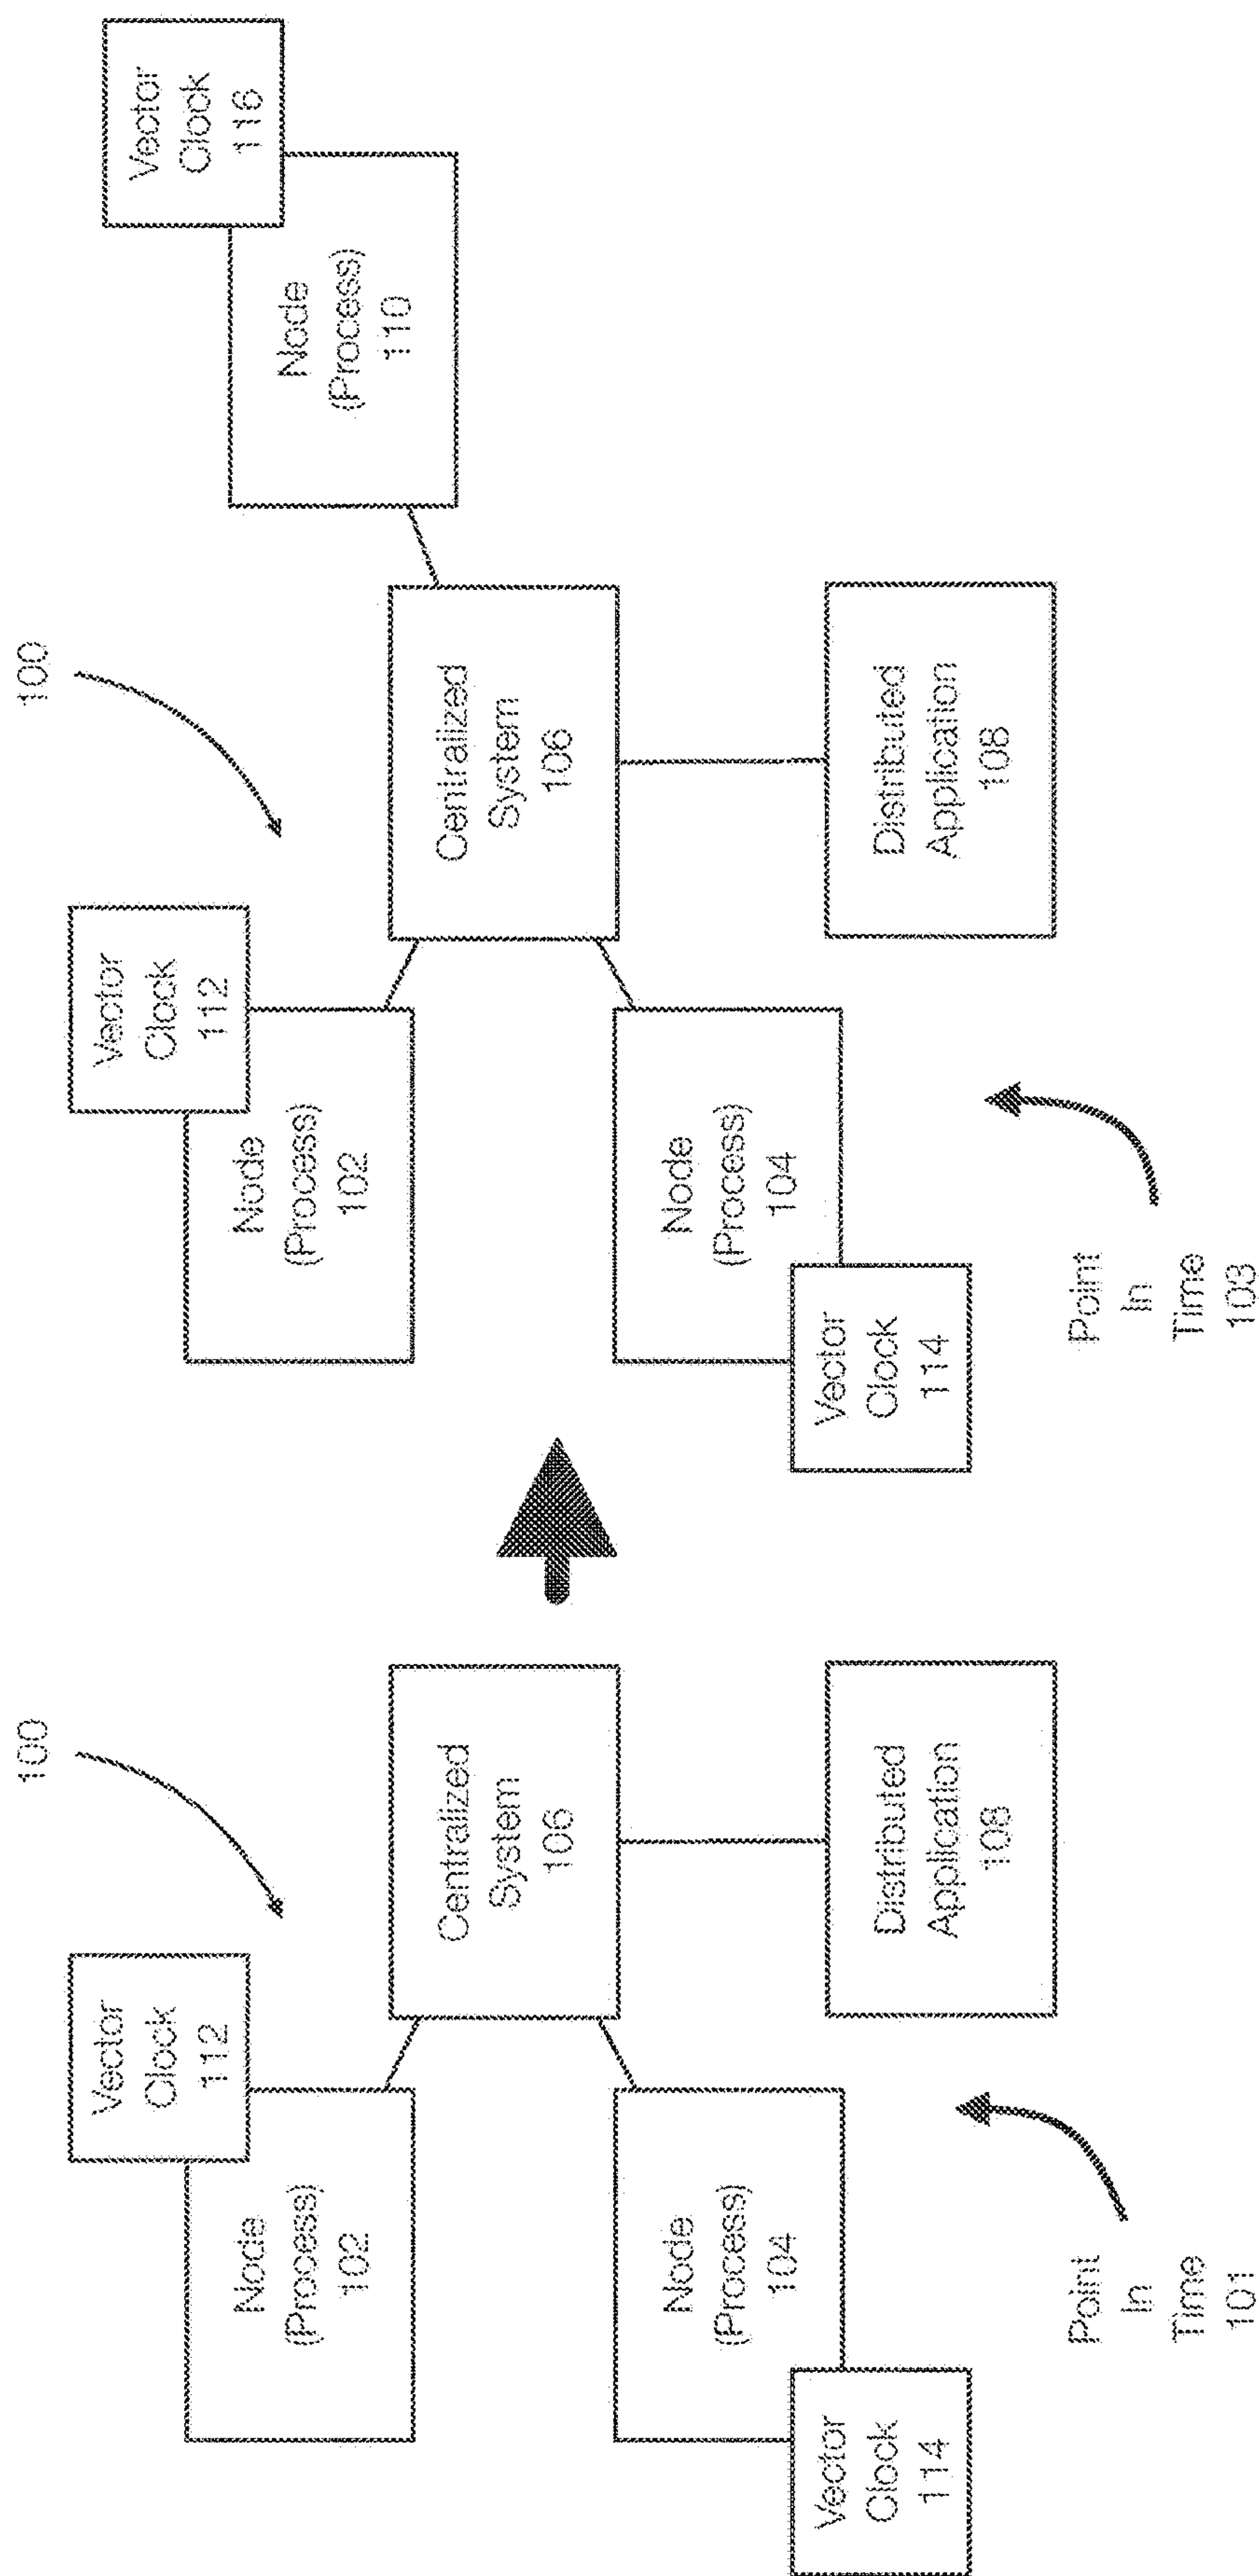 100
Vector
Clock
112
Node
(Process)
102
Centralized
System
106
Node
(Process)
104
Vector
Clock
114
Distributed
Application
108
Point
In
Time
101
100
Vector
Clock
112
Node
(Process)
102
Vector
Clock
116
Node
(Process)
110
Centralized
System
106
Node
(Process)
104
Vector
Clock
114
Distributed
Application
108
Point
In
Time
103